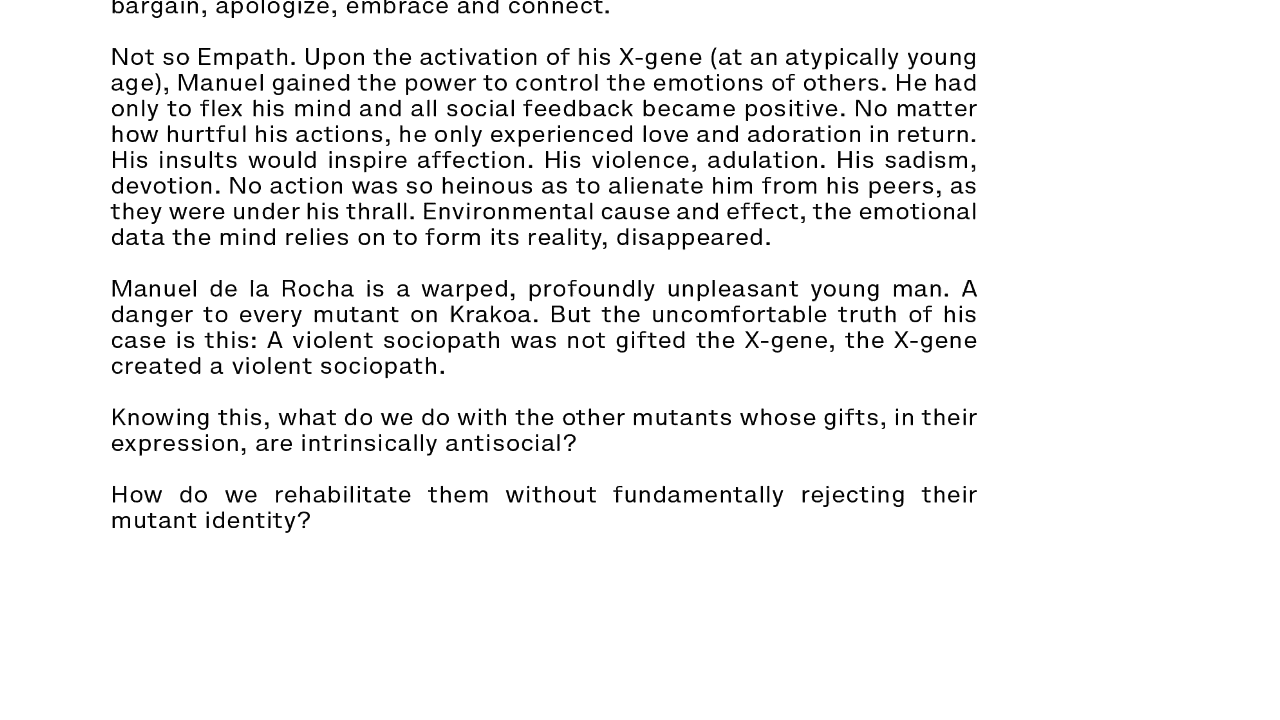 bargain, apologize, embrace and connect.
Not so Empath. Upon the activation of his X-gene (at an atypically young
age), Manuel gained the power to control the emotions of others. He had
only to flex his mind and all social feedback became positive. No matter
how hurtful his actions, he only experienced love and adoration in return.
His insults would inspire affection. His violence, adulation. His sadism,
devotion. No action was so heinous as to alienate him from his peers, as
they were under his thrall. Environmental cause and effect, the emotional
data the mind relies on to form its reality, disappeared.
Manuel de la Rocha is a warped, profoundly unpleasant young man. A
danger to every mutant on Krakoa. But the uncomfortable truth of his
case is this: A violent sociopath was not gifted the X-gene, the X-gene
created a violent sociopath.
Knowing this, what do we do with the other mutants whose gifts, in their
expression, are intrinsically antisocial?
How do we rehabilitate them without fundamentally rejecting their
mutant identity?